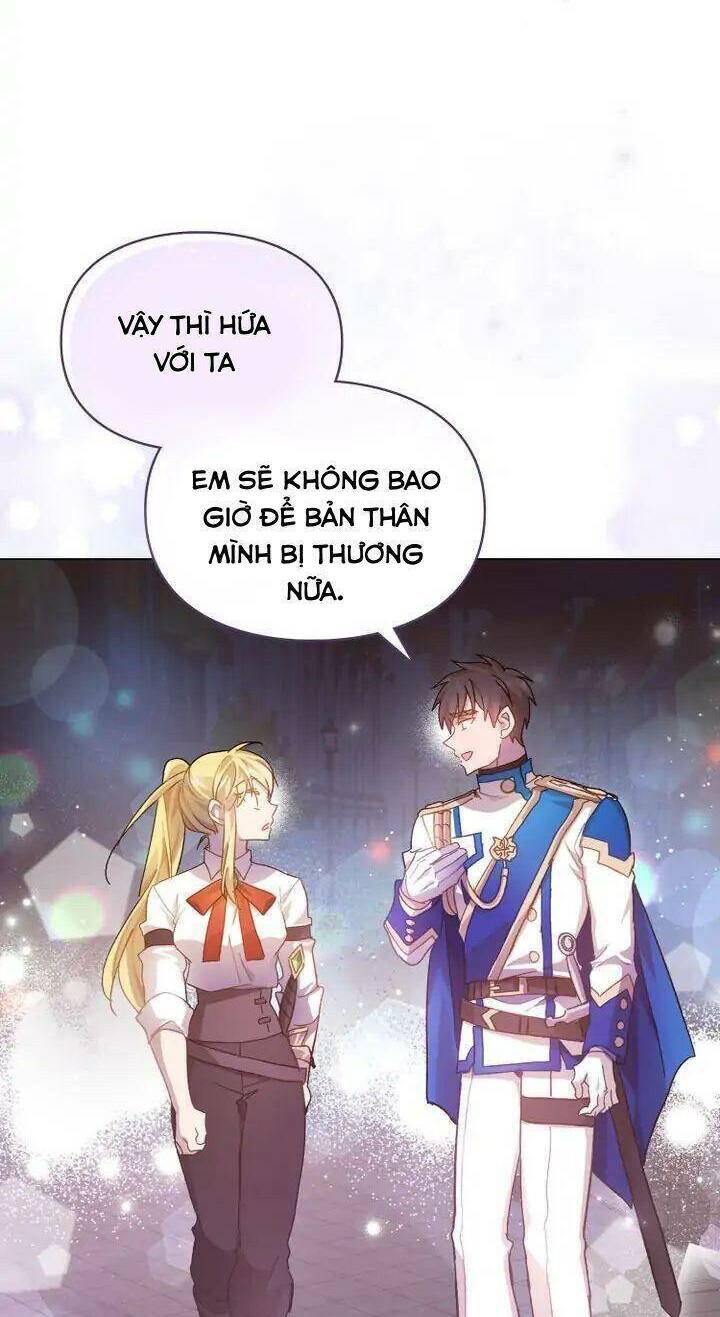 VẬY THÌ HỨA
VỚI TA
EM SẼ KHÔNG BAO
GIỜ ĐỂ BẢN THÂN
MÌNH BỊ THƯƠNG
NỮA.